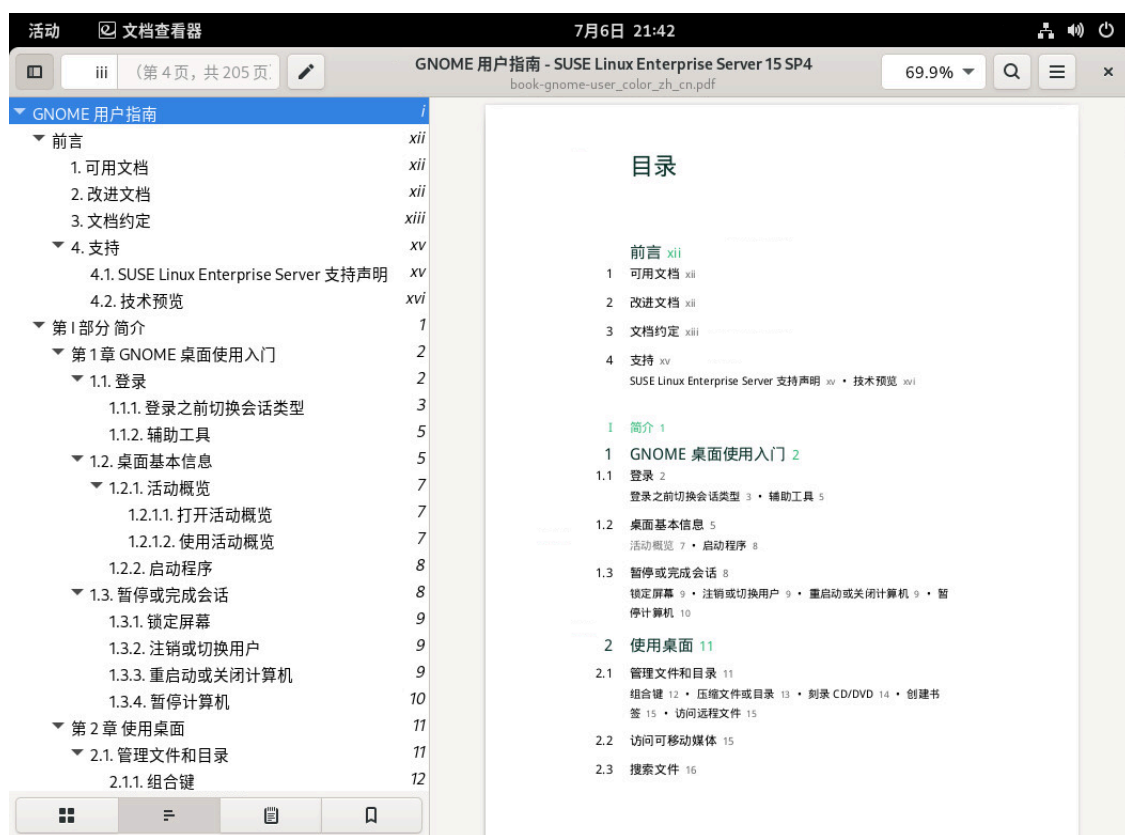 活动 文档查看器 7月6日 21:42
iii （第 4 页，共 205 页 GNOME 用户指南 - SUSE Linux Enterprise Server 15 SP4 69.9%
book-gnome-user_color_zh_cn.pdf
GNOME 用户指南 i
前言 xii
1. 可用文档 xii
2. 改进文档 xii
3. 文档约定 xiii
4. 支持 xv
4.1. SUSE Linux Enterprise Server 支持声明 xv
4.2. 技术预览 xvi
第 I 部分 简介 1
第 1 章 GNOME 桌面使用入门 2
1.1. 登录 2
1.1.1. 登录之前切换会话类型 3
1.1.2. 辅助工具 5
1.2. 桌面基本信息 5
1.2.1. 活动概览 7
1.2.1.1. 打开活动概览 7
1.2.1.2. 使用活动概览 7
1.2.2. 启动程序 8
1.3. 暂停或完成会话 8
1.3.1. 锁定屏幕 9
1.3.2. 注销或切换用户 9
1.3.3. 重启动或关闭计算机 9
1.3.4. 暂停计算机 10
第 2 章 使用桌面 11
2.1. 管理文件和目录 11
2.1.1. 组合键 12
目录
前言 xii
1 可用文档 xii
2 改进文档 xii
3 文档约定 xiii
4 支持 xv
SUSE Linux Enterprise Server 支持声明 xv • 技术预览 xvi
I 简介 1
1 GNOME 桌面使用入门 2
1.1 登录 2
登录之前切换会话类型 3 • 辅助工具 5
1.2 桌面基本信息 5
活动概览 7 • 启动程序 8
1.3 暂停或完成会话 8
锁定屏幕 9 • 注销或切换用户 9 • 重启动或关闭计算机 9 • 暂
停计算机 10
2 使用桌面 11
2.1 管理文件和目录 11
组合键 12 • 压缩文件或目录 13 • 刻录 CD/DVD 14 • 创建书
签 15 • 访问远程文件 15
2.2 访问可移动媒体 15
2.3 搜索文件 16